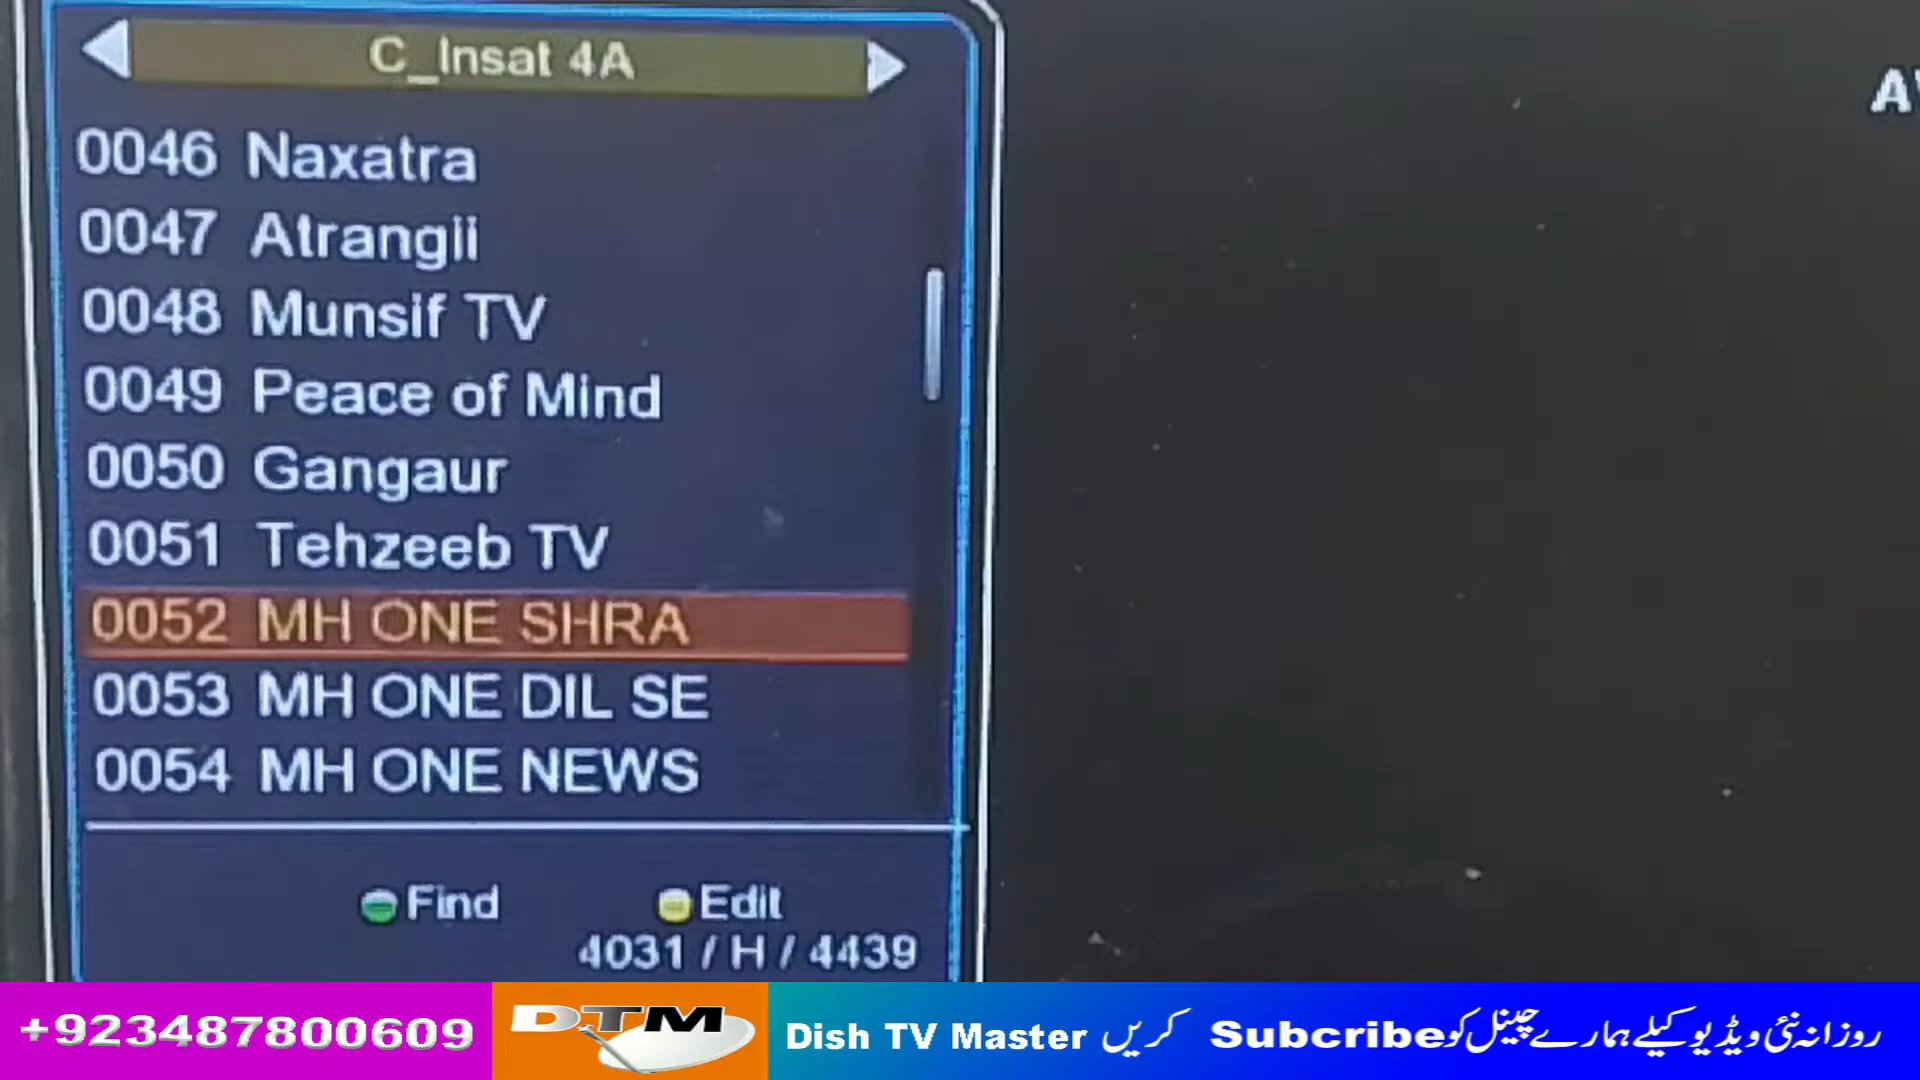 C_Insat 4A
0046 Naxatra
0047 Atrangii
0048 Munsif TV
0049 Peace of Mind
0050 Gangaur
0051 Tehzeeb TV
0052 MH ONE SHRA
0053 MH ONE DIL SE
0054 MH ONE NEWS
Find Edit
4031 / H / 4439
+923487800609
DTM
روزانہ نئی ویڈیو کیلے ہمارے چینل کو Subcribe کریں Dish TV Master